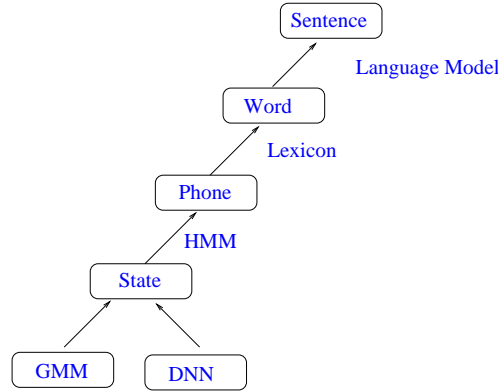 Sentence
Language Model
Word
Lexicon
Phone
HMM
State
GMM
DNN